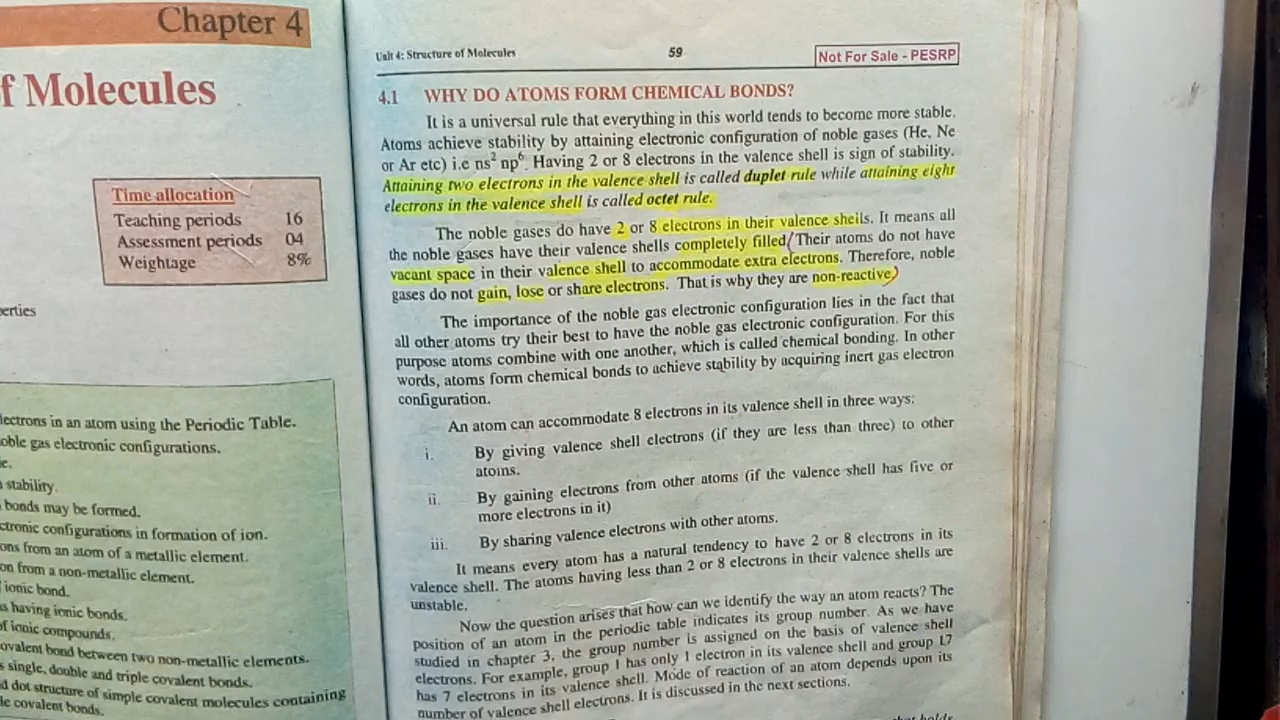 Chapter 4
f Molecules
Time allocation
Teaching periods 16
Assessment periods 04
Weightage 8%
erties
lectrons in an atom using the Periodic Table.
oble gas electronic configurations.
e.
stability.
bonds may be formed.
ctronic configurations in formation of ion.
ons from an atom of a metallic element.
on from a non-metallic element.
ionic bond.
s having ionic bonds.
of ionic compounds.
ovalent bond between two non-metallic elements.
s single, double and triple covalent bonds.
d dot structure of simple covalent molecules containing
le covalent bonds.
Unit 4: Structure of Molecules 59 Not For Sale - PESRP
4.1 WHY DO ATOMS FORM CHEMICAL BONDS?
It is a universal rule that everything in this world tends to become more stable.
Atoms achieve stability by attaining electronic configuration of noble gases (He, Ne
or Ar etc) i.e ns² np⁶. Having 2 or 8 electrons in the valence shell is sign of stability.
Attaining two electrons in the valence shell is called duplet rule while attaining eight
electrons in the valence shell is called octet rule.
The noble gases do have 2 or 8 electrons in their valence shells. It means all
the noble gases have their valence shells completely filled. Their atoms do not have
vacant space in their valence shell to accommodate extra electrons. Therefore, noble
gases do not gain, lose or share electrons. That is why they are non-reactive.
The importance of the noble gas electronic configuration lies in the fact that
all other atoms try their best to have the noble gas electronic configuration. For this
purpose atoms combine with one another, which is called chemical bonding. In other
words, atoms form chemical bonds to achieve stability by acquiring inert gas electron
configuration.
An atom can accommodate 8 electrons in its valence shell in three ways:
i. By giving valence shell electrons (if they are less than three) to other
atoms.
ii. By gaining electrons from other atoms (if the valence shell has five or
more electrons in it)
iii. By sharing valence electrons with other atoms.
It means every atom has a natural tendency to have 2 or 8 electrons in its
valence shell. The atoms having less than 2 or 8 electrons in their valence shells are
unstable.
Now the question arises that how can we identify the way an atom reacts? The
position of an atom in the periodic table indicates its group number. As we have
studied in chapter 3, the group number is assigned on the basis of valence shell
electrons. For example, group 1 has only 1 electron in its valence shell and group 17
has 7 electrons in its valence shell. Mode of reaction of an atom depends upon its
number of valence shell electrons. It is discussed in the next sections.